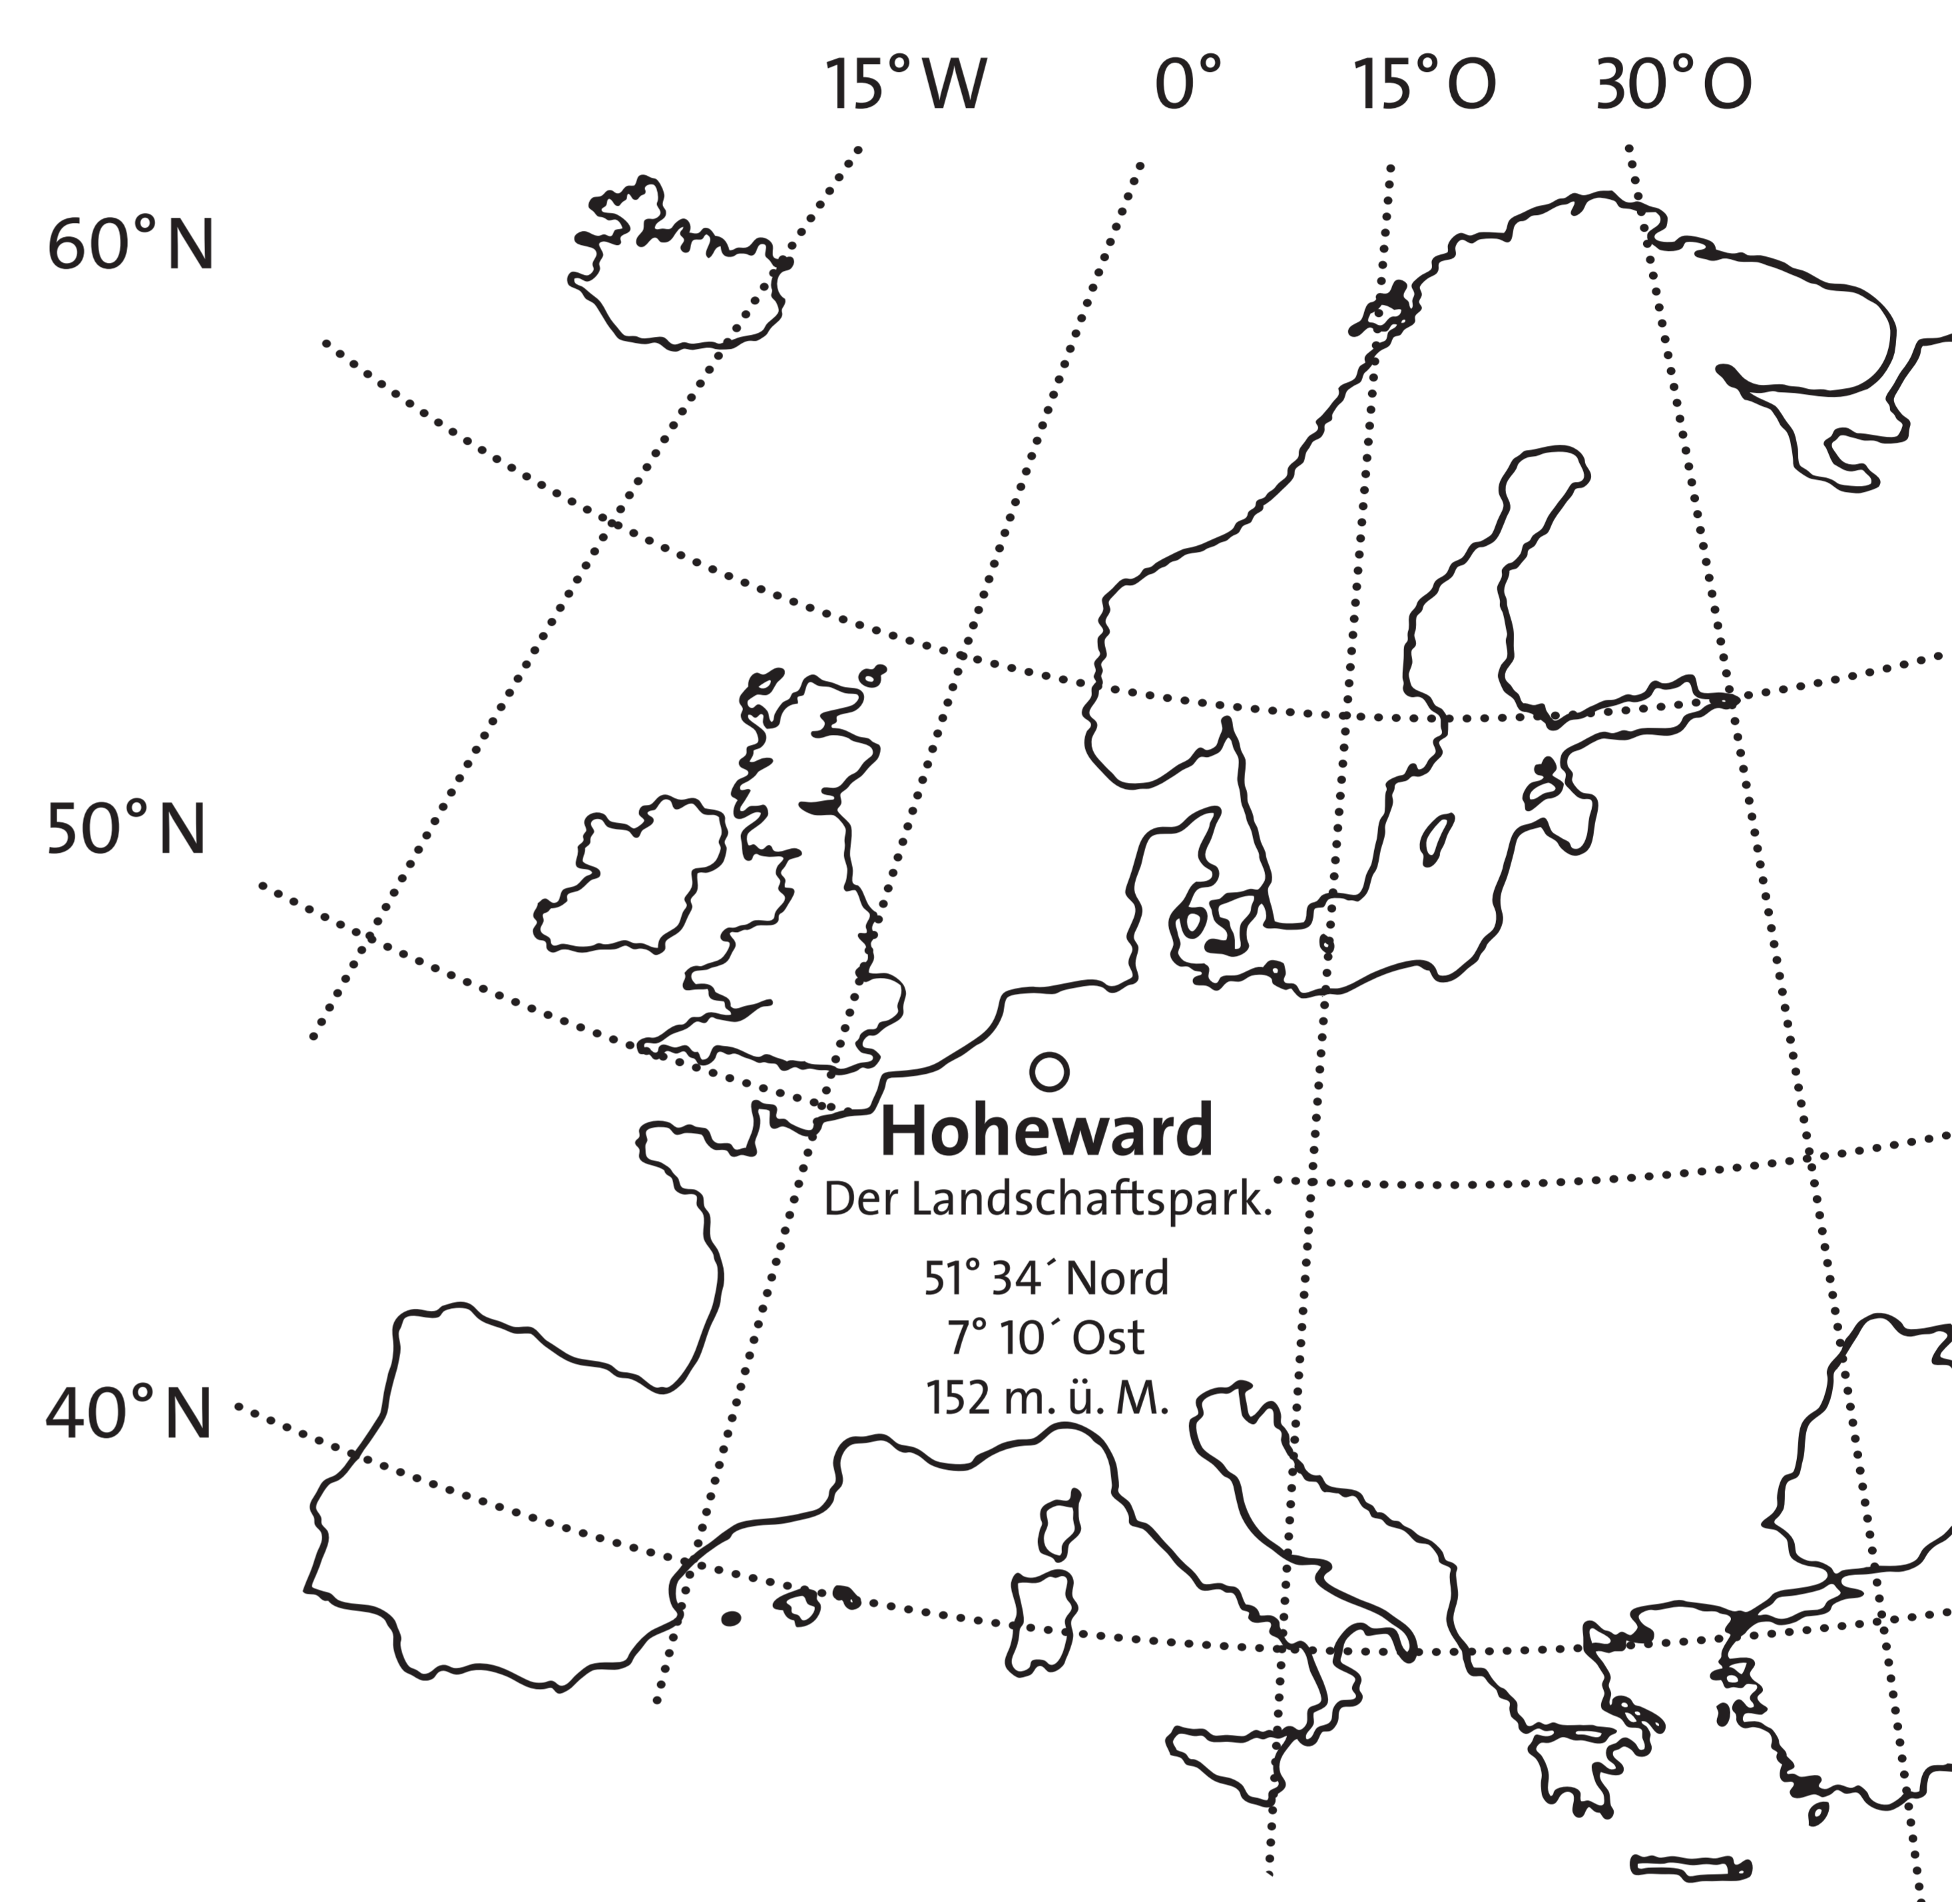 15° W 0° 15° O 30° O
60° N
50° N
Hoheward
Der Landschaftspark.
51° 34´ Nord
7° 10´ Ost
152 m. ü. M.
40° N